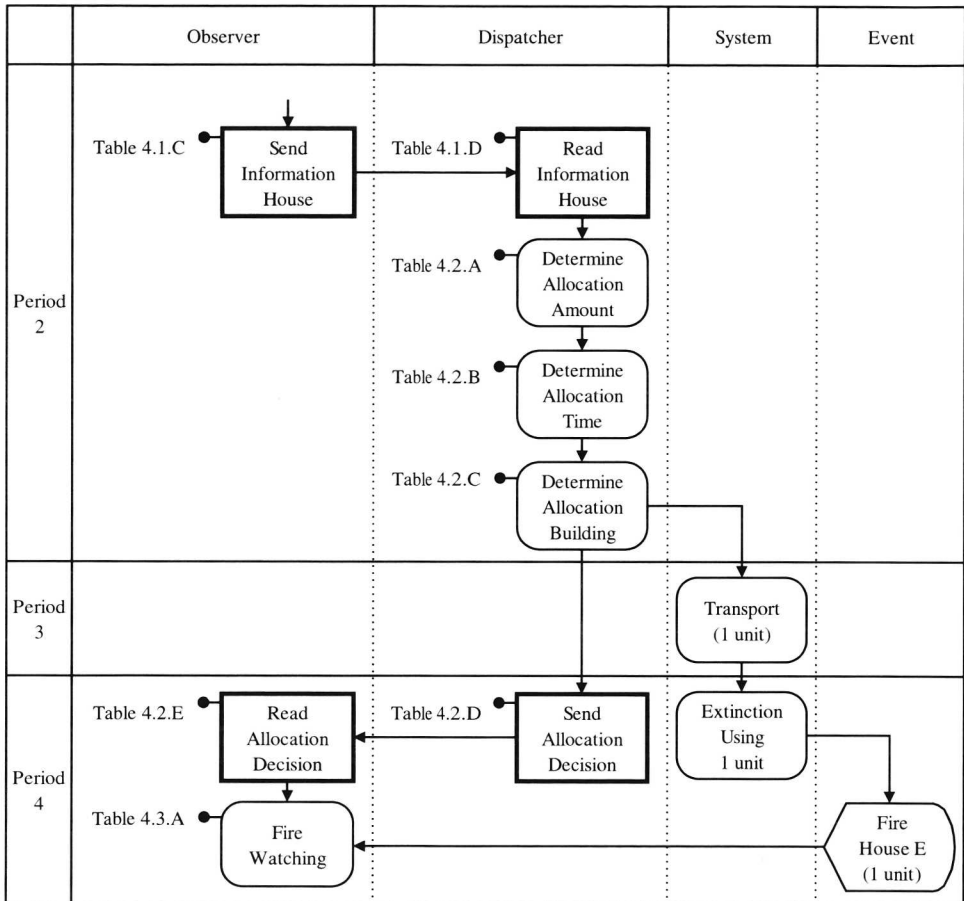 Observer
Dispatcher
System
Event
Period
2
Table 4.1.C
Send
Information
House
Table 4.1.D
Read
Information
House
Table 4.2.A
Determine
Allocation
Amount
Table 4.2.B
Determine
Allocation
Time
Table 4.2.C
Determine
Allocation
Building
Period
3
Transport
(1 unit)
Period
4
Table 4.2.E
Read
Allocation
Decision
Table 4.2.D
Send
Allocation
Decision
Extinction
Using
1 unit
Table 4.3.A
Fire
Watching
Fire
House E
(1 unit)